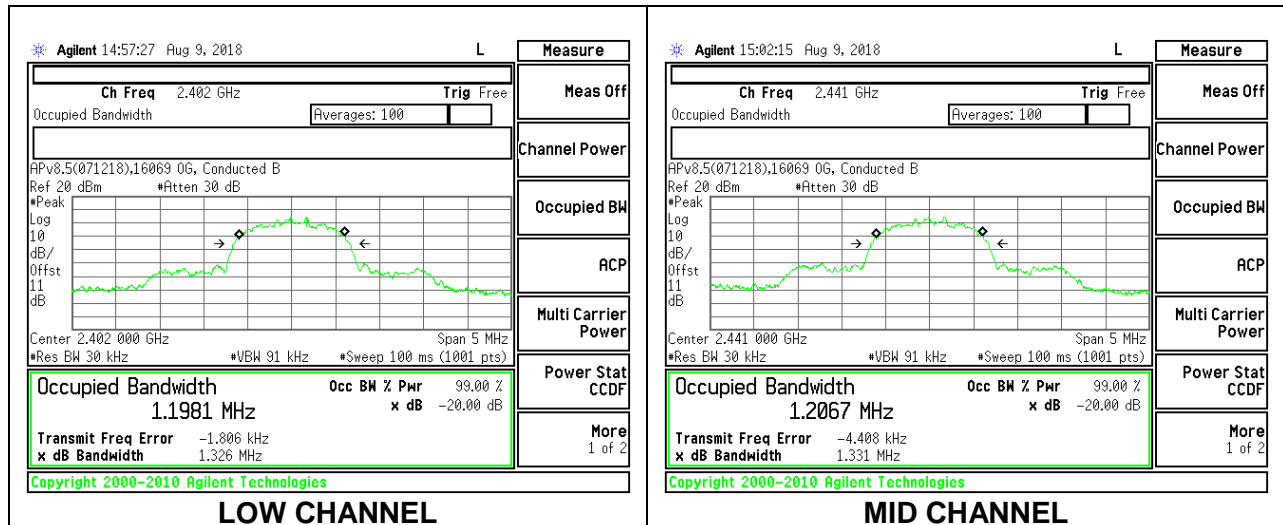 Agilent 14:57:27 Aug 9, 2018 L
Measure
Ch Freq 2.402 GHz Trig Free
Meas Off
Occupied Bandwidth Averages: 100
Channel Power
APv8.5(071218),16069 OG, Conducted B
Ref 20 dBm #Atten 30 dB
#Peak
Log
10
dB/
Offst
11
dB
Occupied BW
ACP
Multi Carrier
Power
Center 2.402 000 GHz Span 5 MHz
#Res BW 30 kHz #VBW 91 kHz #Sweep 100 ms (1001 pts)
Power Stat
CCDF
Occupied Bandwidth Occ BW % Pwr 99.00 %
1.1981 MHz x dB -20.00 dB
Transmit Freq Error -1.806 kHz
x dB Bandwidth 1.326 MHz
More
1 of 2
Copyright 2000-2010 Agilent Technologies
LOW CHANNEL
Agilent 15:02:15 Aug 9, 2018 L
Measure
Ch Freq 2.441 GHz Trig Free
Meas Off
Occupied Bandwidth Averages: 100
Channel Power
APv8.5(071218),16069 OG, Conducted B
Ref 20 dBm #Atten 30 dB
#Peak
Log
10
dB/
Offst
11
dB
Occupied BW
ACP
Multi Carrier
Power
Center 2.441 000 GHz Span 5 MHz
#Res BW 30 kHz #VBW 91 kHz #Sweep 100 ms (1001 pts)
Power Stat
CCDF
Occupied Bandwidth Occ BW % Pwr 99.00 %
1.2067 MHz x dB -20.00 dB
Transmit Freq Error -4.408 kHz
x dB Bandwidth 1.331 MHz
More
1 of 2
Copyright 2000-2010 Agilent Technologies
MID CHANNEL